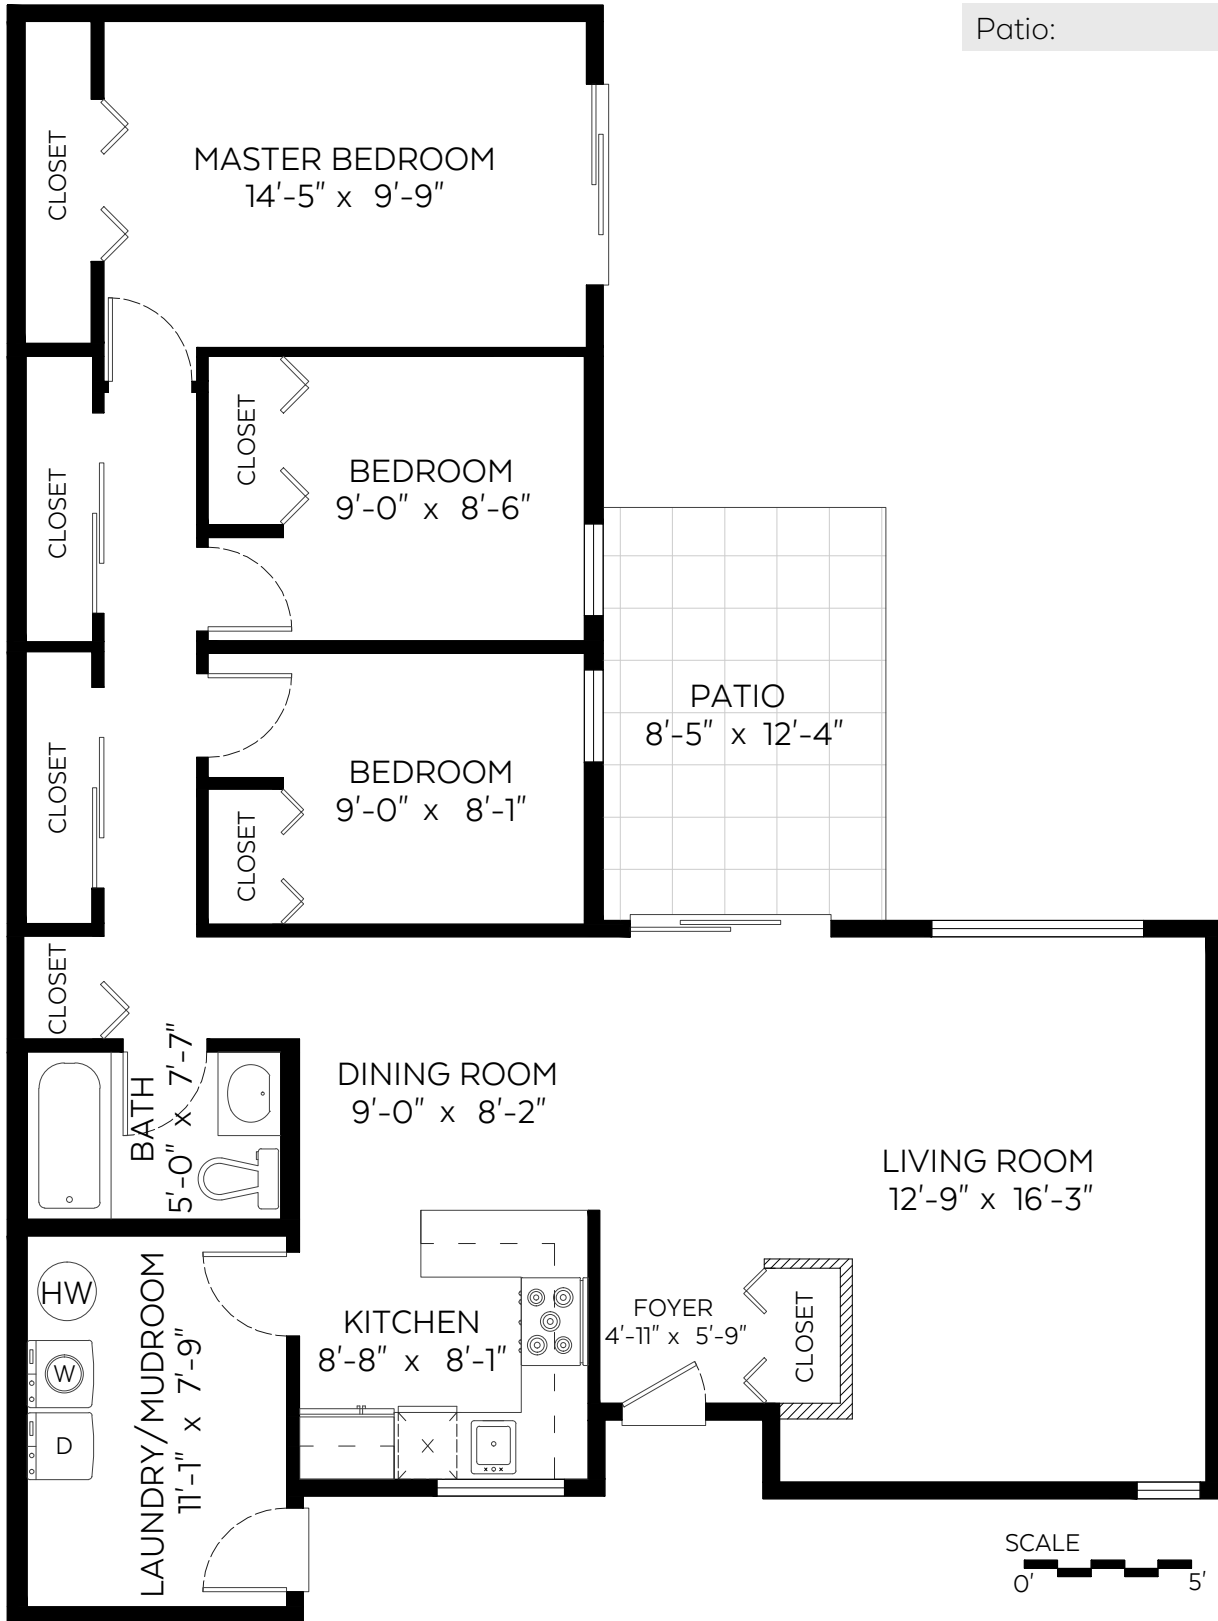 Patio:
CLOSET
MASTER BEDROOM
14'-5" x 9'-9"
CLOSET
CLOSET
BEDROOM
9'-0" x 8'-6"
PATIO
8'-5" x 12'-4"
CLOSET
CLOSET
BEDROOM
9'-0" x 8'-1"
CLOSET
BATH
5'-0" x 7'-7"
DINING ROOM
9'-0" x 8'-2"
LIVING ROOM
12'-9" x 16'-3"
HW
W
D
LAUNDRY/MUDROOM
11'-1" x 7'-9"
KITCHEN
8'-8" x 8'-1"
FOYER
4'-11" x 5'-9"
CLOSET
SCALE
0' 5'